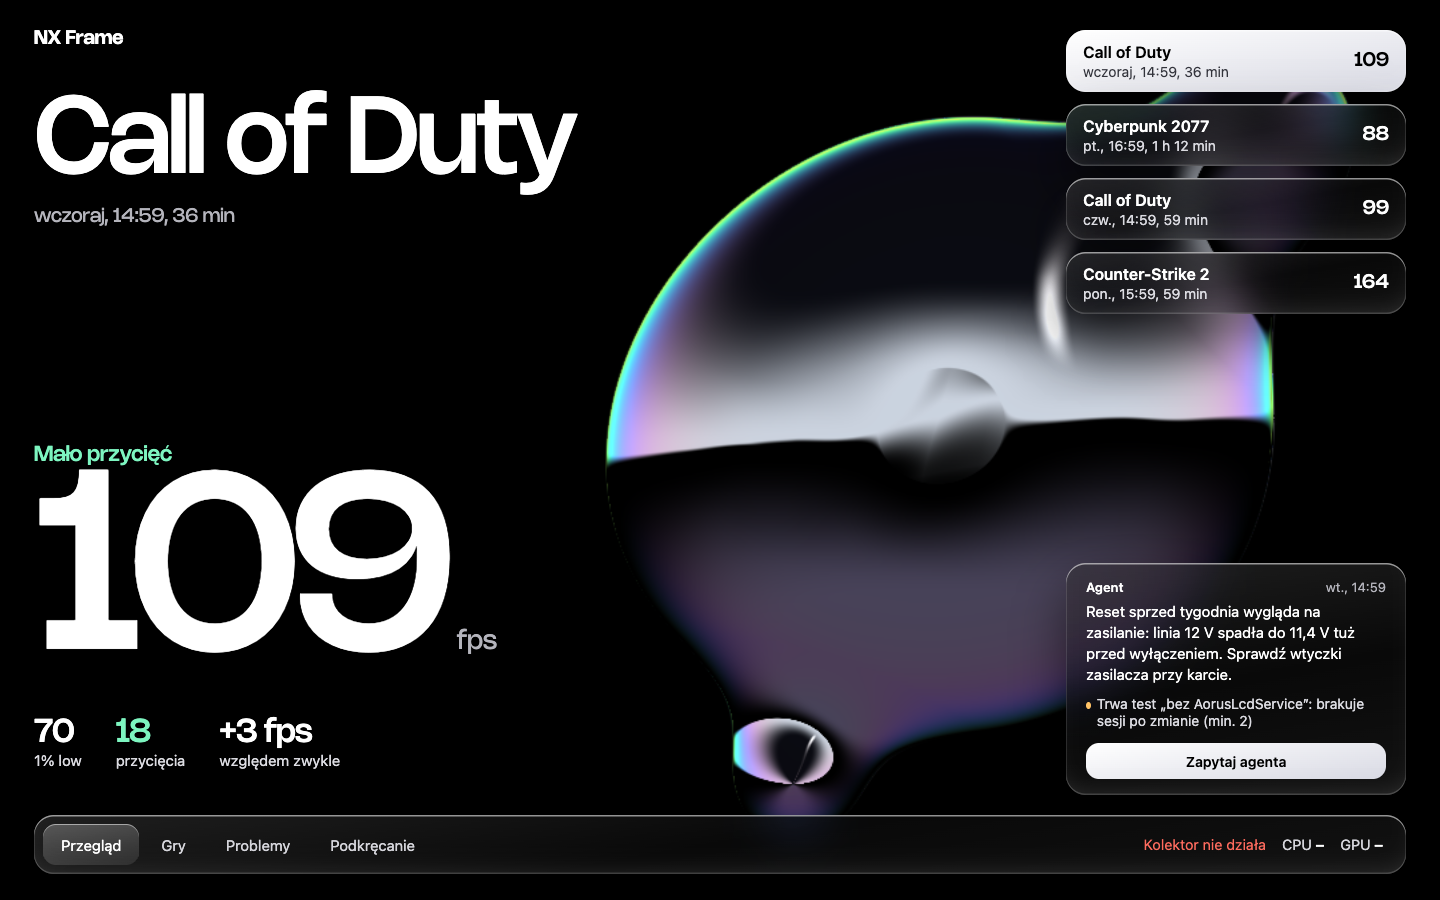 NX Frame
Call of Duty
wczoraj, 14:59, 36 min
Call of Duty
wczoraj, 14:59, 36 min
109
Cyberpunk 2077
pt., 16:59, 1 h 12 min
88
Call of Duty
czw., 14:59, 59 min
99
Counter-Strike 2
pon., 15:59, 59 min
164
Mało przycięć
109 fps
70
1% low
18
przycięcia
+3 fps
względem zwykle
Agent
wt., 14:59
Reset sprzed tygodnia wygląda na
zasilanie: linia 12 V spadła do 11,4 V tuż
przed wyłączeniem. Sprawdź wtyczki
zasilacza przy karcie.
Trwa test „bez AorusLcdService”: brakuje
sesji po zmianie (min. 2)
Zapytaj agenta
Przegląd
Gry
Problemy
Podkręcanie
Kolektor nie działa
CPU –
GPU –